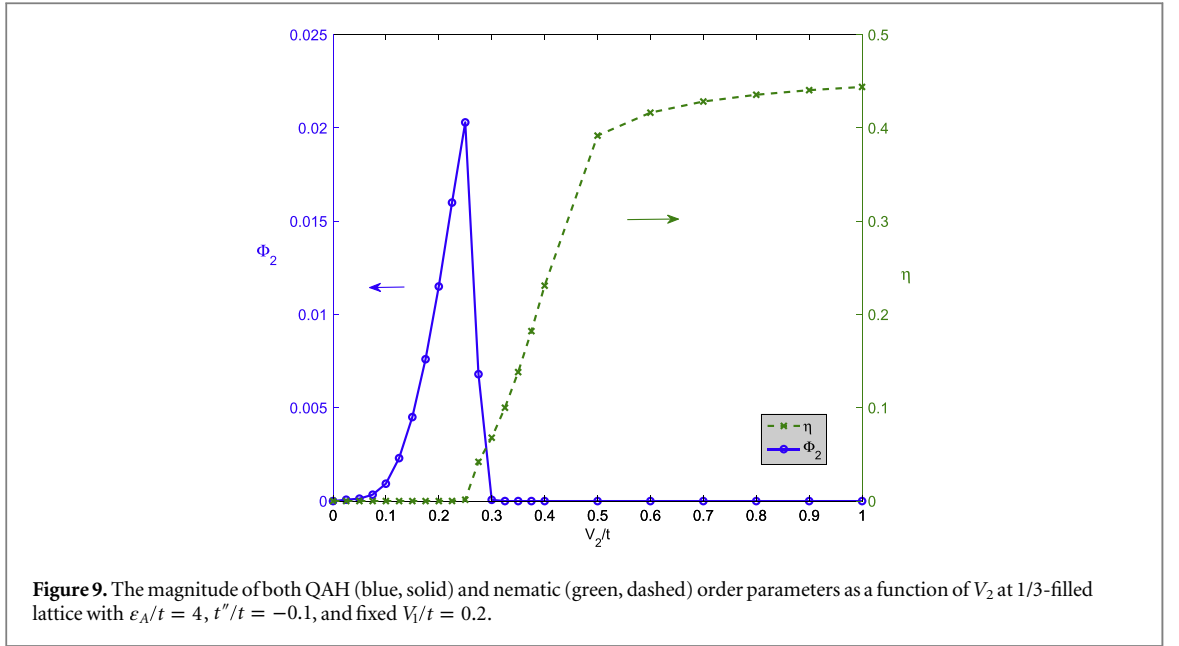 0.025
0.02
0.015
0.01
0.005
0
Φ2
0.5
0.4
0.3
0.2
0.1
0
η
η
Φ2
0 0.1 0.2 0.3 0.4 0.5 0.6 0.7 0.8 0.9 1
V2/t
Figure 9. The magnitude of both QAH (blue, solid) and nematic (green, dashed) order parameters as a function of V2 at 1/3-filled
lattice with εA/t = 4, t″/t = −0.1, and fixed V1/t = 0.2.